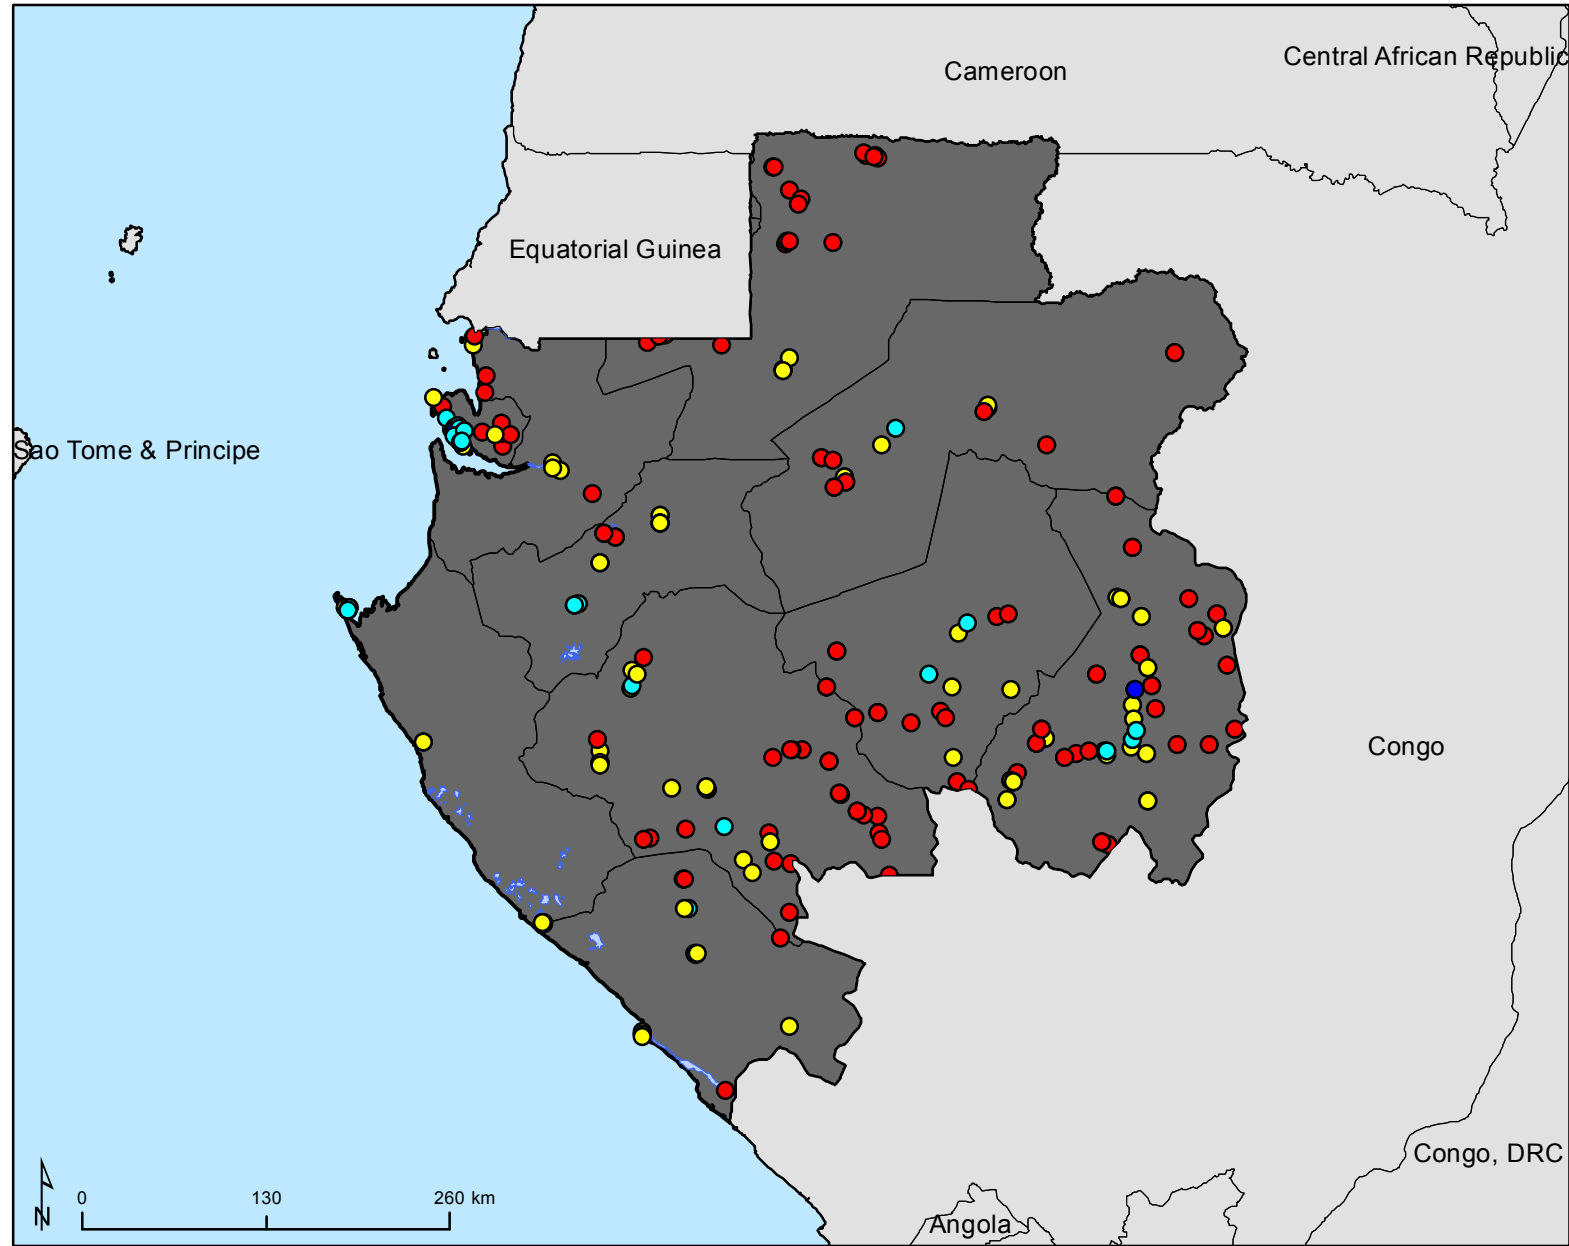 Central African Republic
Cameroon
Equatorial Guinea
Sao Tome & Principe
Congo
Congo, DRC
0 130 260 km
N
Angola